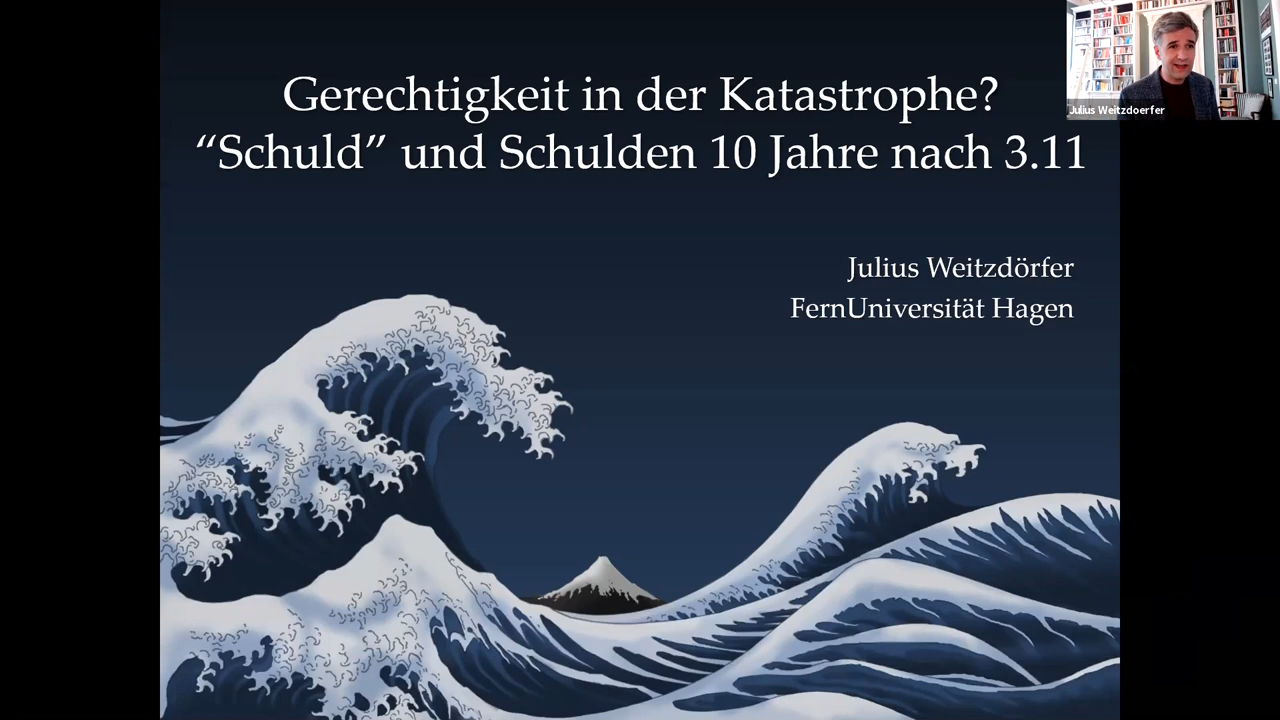 Gerechtigkeit in der Katastrophe?
“Schuld” und Schulden 10 Jahre nach 3.11
Julius Weitzdörfer
FernUniversität Hagen
Julius Weitzdoerfer